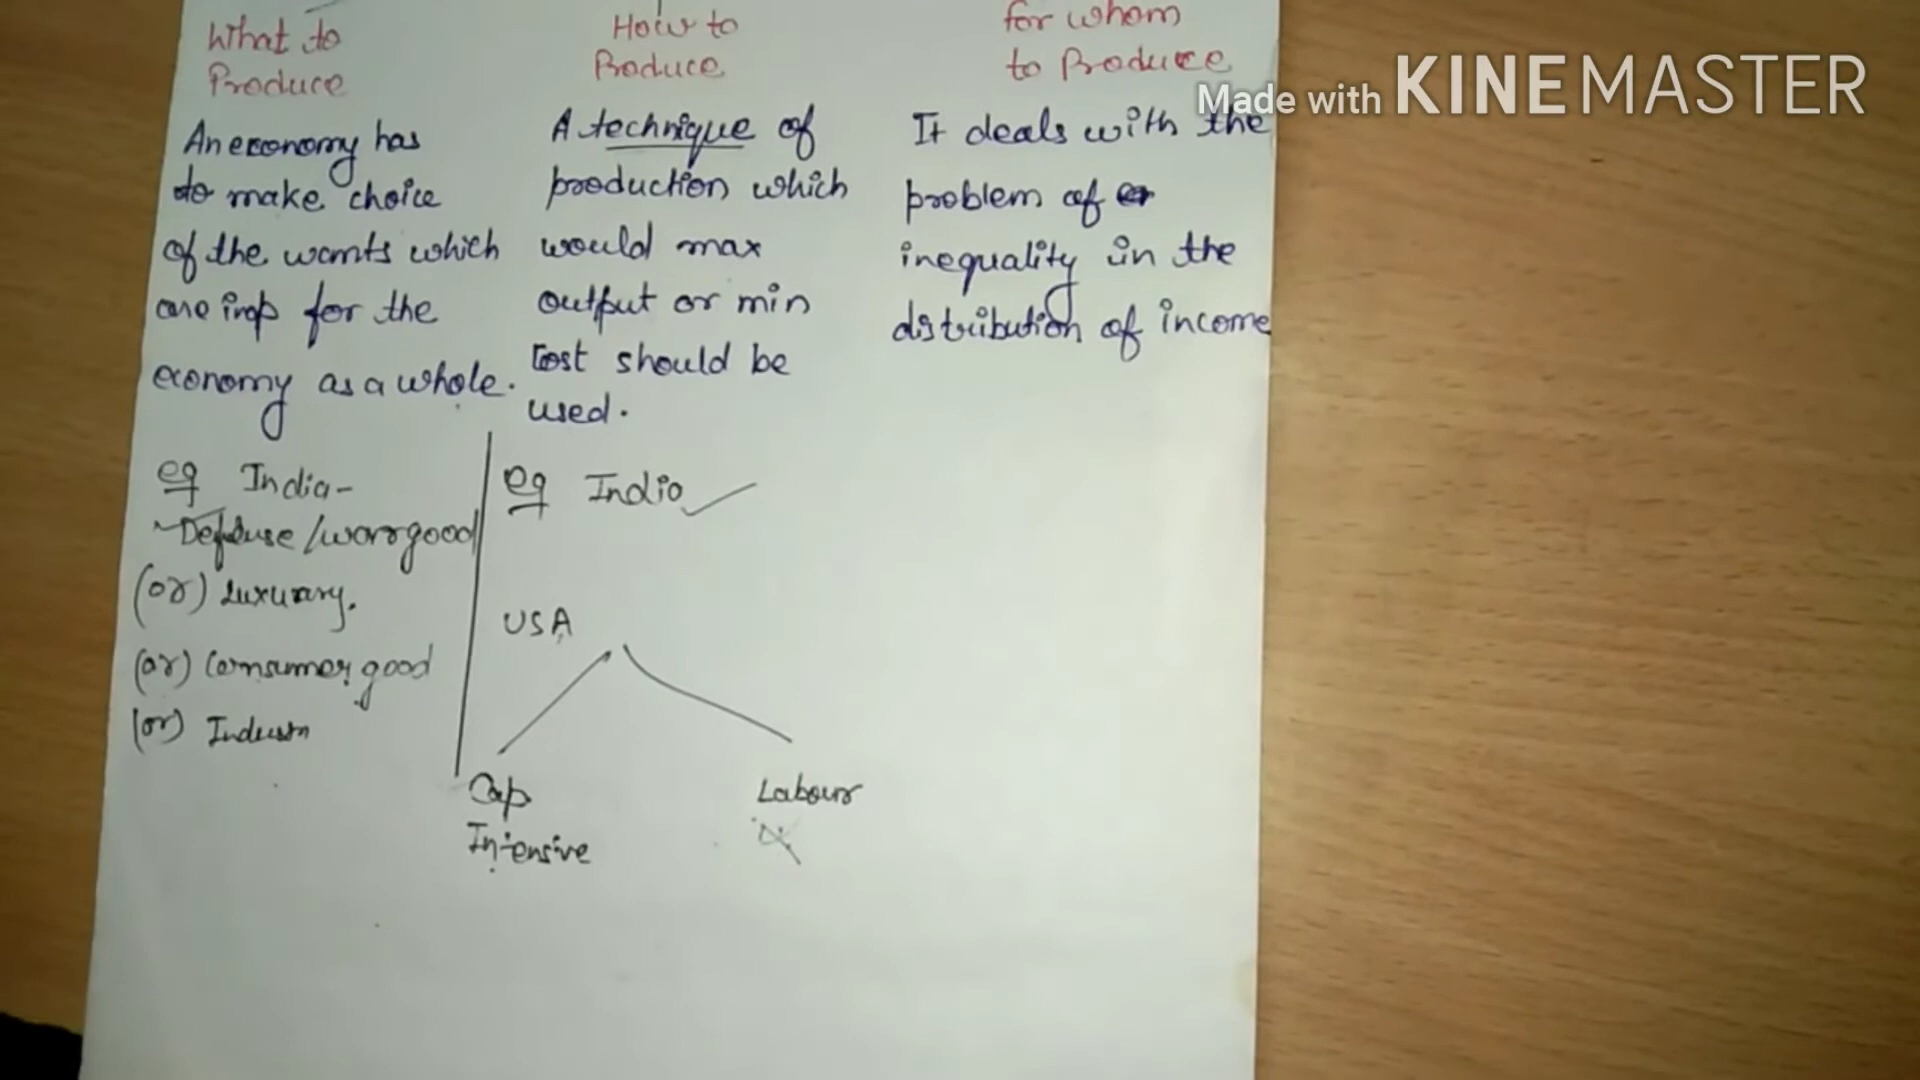 What to
Produce
An economy has
to make choice
of the wants which
are imp for the
economy as a whole.
eg India-
Defense/war good
(or) Luxurary.
(or) Consumer good
(or)
How to
Produce
A technique of
production which
would max
output or min
Cost should be
used.
eg India
USA
Cap
Intensive
Labour
for whom
to Produce
It deals with the
problem of
inequality in the
distribution of income
Made with KINEMASTER